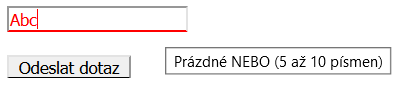 Abc
Odeslat dotaz
Prázdné NEBO (5 až 10 písmen)